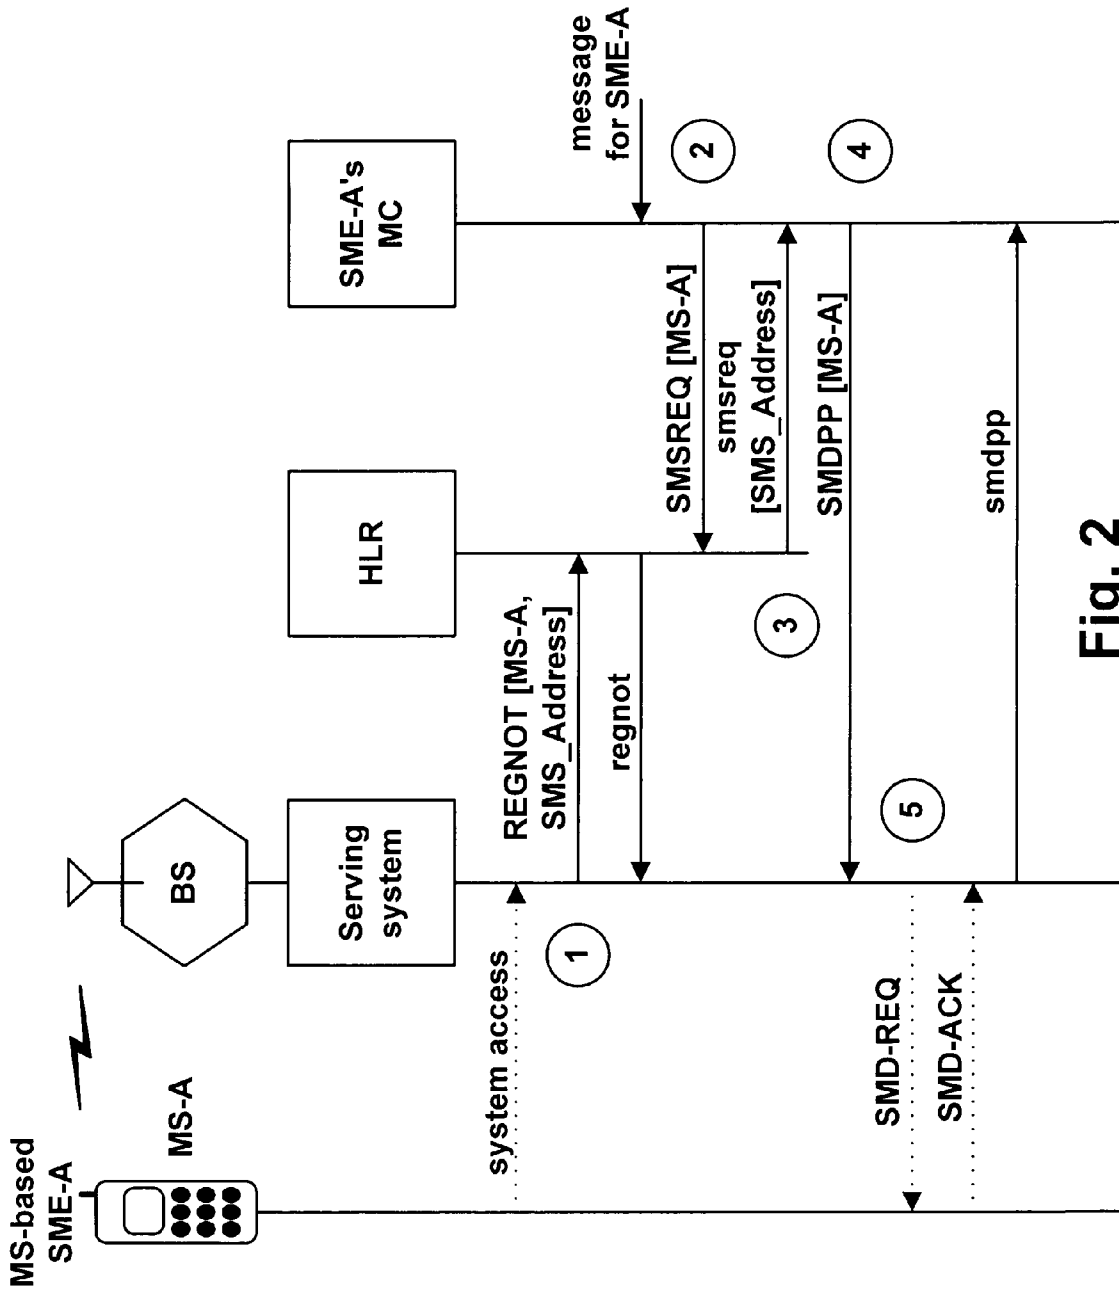 MS-based
SME-A
MS-A
BS
Serving
system
HLR
SME-A's
MC
system access
1
REGNOT [MS-A,
SMS_Address]
regnot
message
for SME-A
2
SMSREQ [MS-A]
smsreq
[SMS_Address]
3
SMDPP [MS-A]
4
5
SMD-REQ
SMD-ACK
smdpp
Fig. 2